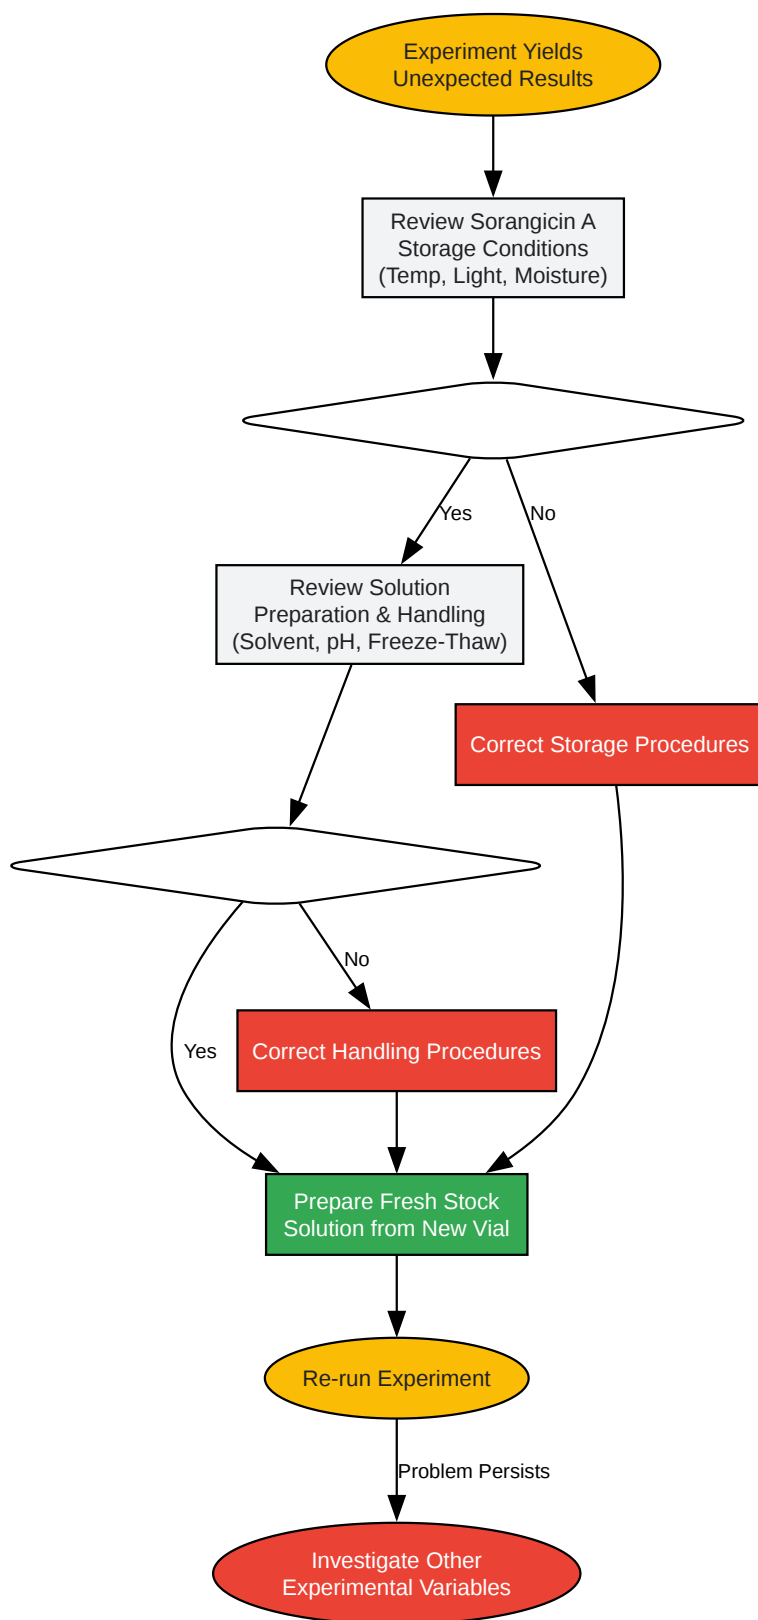 Experiment Yields
Unexpected Results
Review Sorangicin A
Storage Conditions
(Temp, Light, Moisture)
Yes
No
Review Solution
Preparation & Handling
(Solvent, pH, Freeze-Thaw)
Correct Storage Procedures
No
Yes
Correct Handling Procedures
Prepare Fresh Stock
Solution from New Vial
Re-run Experiment
Problem Persists
Investigate Other
Experimental Variables